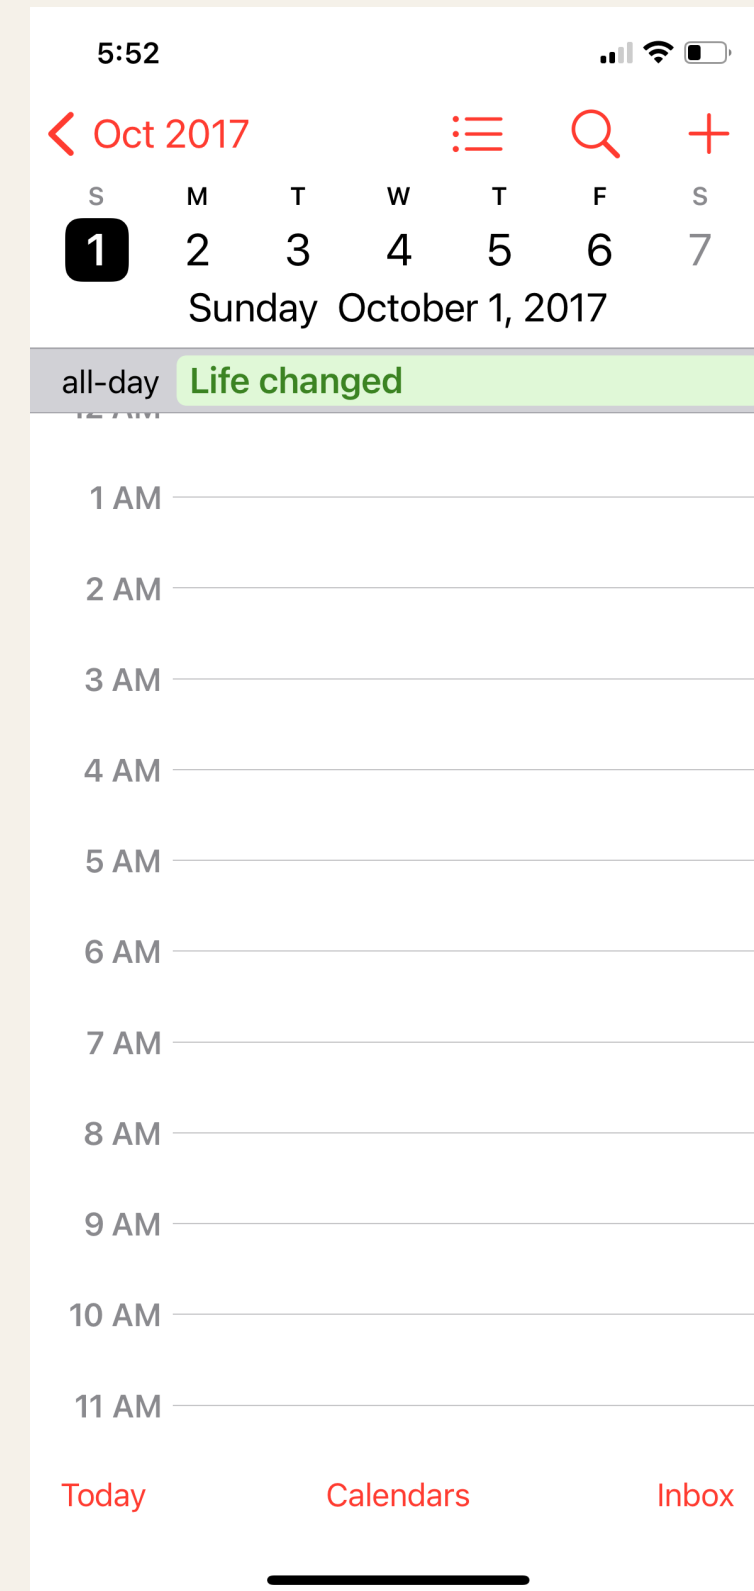 5:52
Oct 2017
S M T W T F S
1 2 3 4 5 6 7
Sunday October 1, 2017
all-day Life changed
12 AM
1 AM
2 AM
3 AM
4 AM
5 AM
6 AM
7 AM
8 AM
9 AM
10 AM
11 AM
Today Calendars Inbox